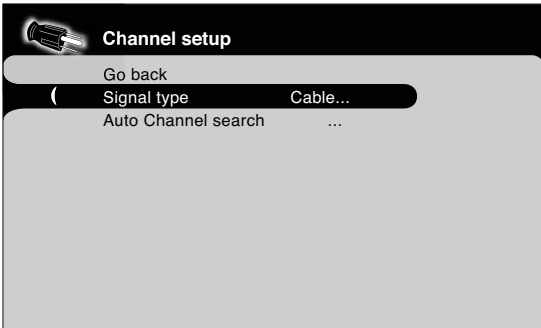 Channel setup
Go back
Signal type Cable...
Auto Channel search ...